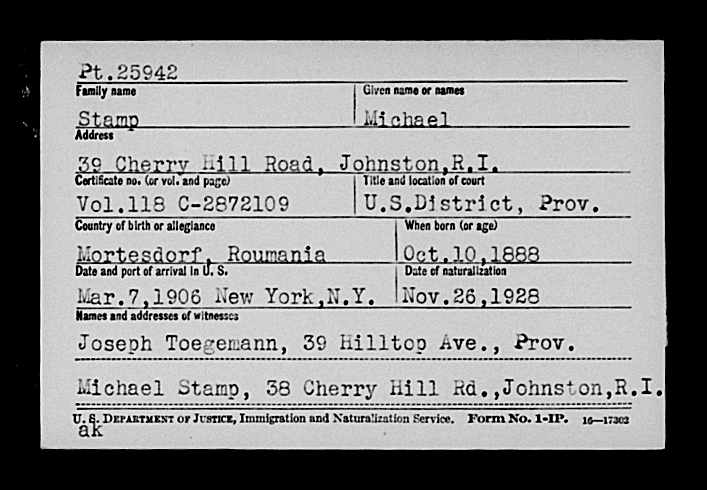 Pt.25942
Family name Given name or names
Stamp Michael
Address
39 Cherry Hill Road, Johnston,R.I.
Certificate no. (or vol. and page) Title and location of court
Vol.118 C-2872109 U.S.District, Prov.
Country of birth or allegiance When born (or age)
Mortesdorf, Roumania Oct.10,1888
Date and port of arrival in U. S. Date of naturalization
Mar.7,1906 New York,N.Y. Nov.26,1928
Names and addresses of witnesses
Joseph Toegemann, 39 Hilltop Ave., Prov.
Michael Stamp, 38 Cherry Hill Rd.,Johnston,R.I.
U. S. Department of Justice, Immigration and Naturalization Service. Form No. 1-IP. 16—17302
ak